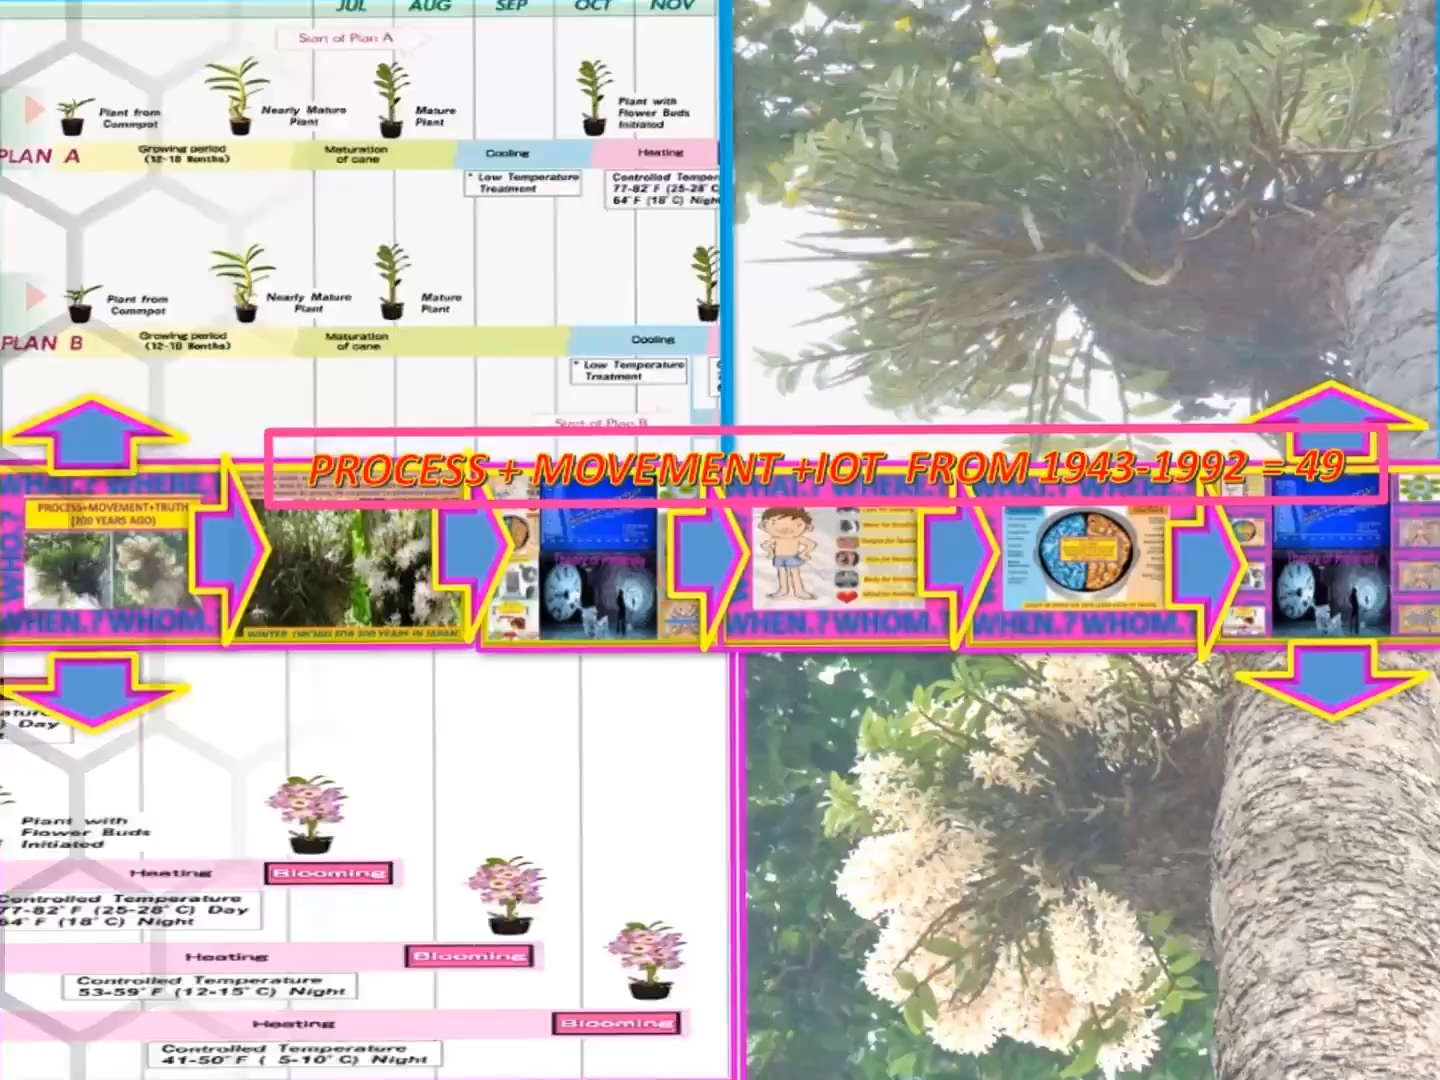 JUL AUG SEP OCT NOV
Start of Plan A
Plant from
Commpot
Nearly Mature
Plant
Mature
Plant
Plant with
Flower Buds
Initiated
PLAN A
Growing period
(12-18 Months)
Maturation
of cane
Cooling
Heating
* Low Temperature
Treatment
Controlled Temper
77-82°F (25-28°C
64°F (18°C) Nigh
Plant from
Commpot
Nearly Mature
Plant
Mature
Plant
PLAN B
Growing period
(12-18 Months)
Maturation
of cane
Cooling
* Low Temperature
Treatment
Start of Plan B
PROCESS + MOVEMENT +IOT FROM 1943-1992 = 49
WHAT.? WHERE.
WHO.?
PROCESS+MOVEMENT+TRUTH
(200 YEARS AGO)
WHEN.? WHOM.
WHEN.? WHOM.?
WHEN.? WHOM.?
) Day
Plant with
Flower Buds
Initiated
Heating
Blooming
Controlled Temperature
77-82°F (25-28°C) Day
64°F (18°C) Night
Heating
Blooming
Controlled Temperature
53-59°F (12-15°C) Night
Heating
Blooming
Controlled Temperature
41-50°F ( 5-10°C) Night